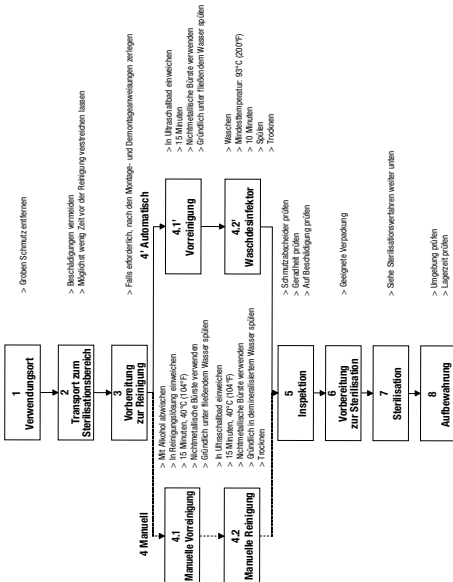 1
Verwendungsort
> Groben Schmutz entfernen
2
Transport zum
Sterilisationsbereich
> Beschädigungen vermeiden
> Möglichst wenig Zeit vor der Reinigung verstreichen lassen
3
Vorbereitung
zur Reinigung
> Falls erforderlich, nach den Montage- und Demontageanweisungen zerlegen
4 Manuell
4.1
Manuelle Vorreinigung
> Mit Alkohol abwischen
> In Reinigungslösung einweichen
> 15 Minuten, 40°C (104°F)
> Nichtmetallische Bürste verwenden
> Gründlich unter fließendem Wasser spülen
4.2
Manuelle Reinigung
> In Ultraschallbad einweichen
> 15 Minuten, 40°C (104°F)
> Nichtmetallische Bürste verwenden
> Gründlich in demineralisiertem Wasser spülen
> Trocknen
4' Automatisch
4.1'
Vorreinigung
> In Ultraschallbad einweichen
> 15 Minuten
> Nichtmetallische Bürste verwenden
> Gründlich unter fließendem Wasser spülen
4.2'
Waschdesinfektor
> Waschen
> Mindesttemperatur: 93°C (200°F)
> 10 Minuten
> Spülen
> Trocknen
5
Inspektion
> Schmutzabscheider prüfen
> Geradheit prüfen
> Auf Beschädigung prüfen
6
Vorbereitung
zur Sterilisation
> Geeignete Verpackung
7
Sterilisation
> Siehe Sterilisationsverfahren weiter unten
8
Aufbewahrung
> Umgebung prüfen
> Lagerzeit prüfen